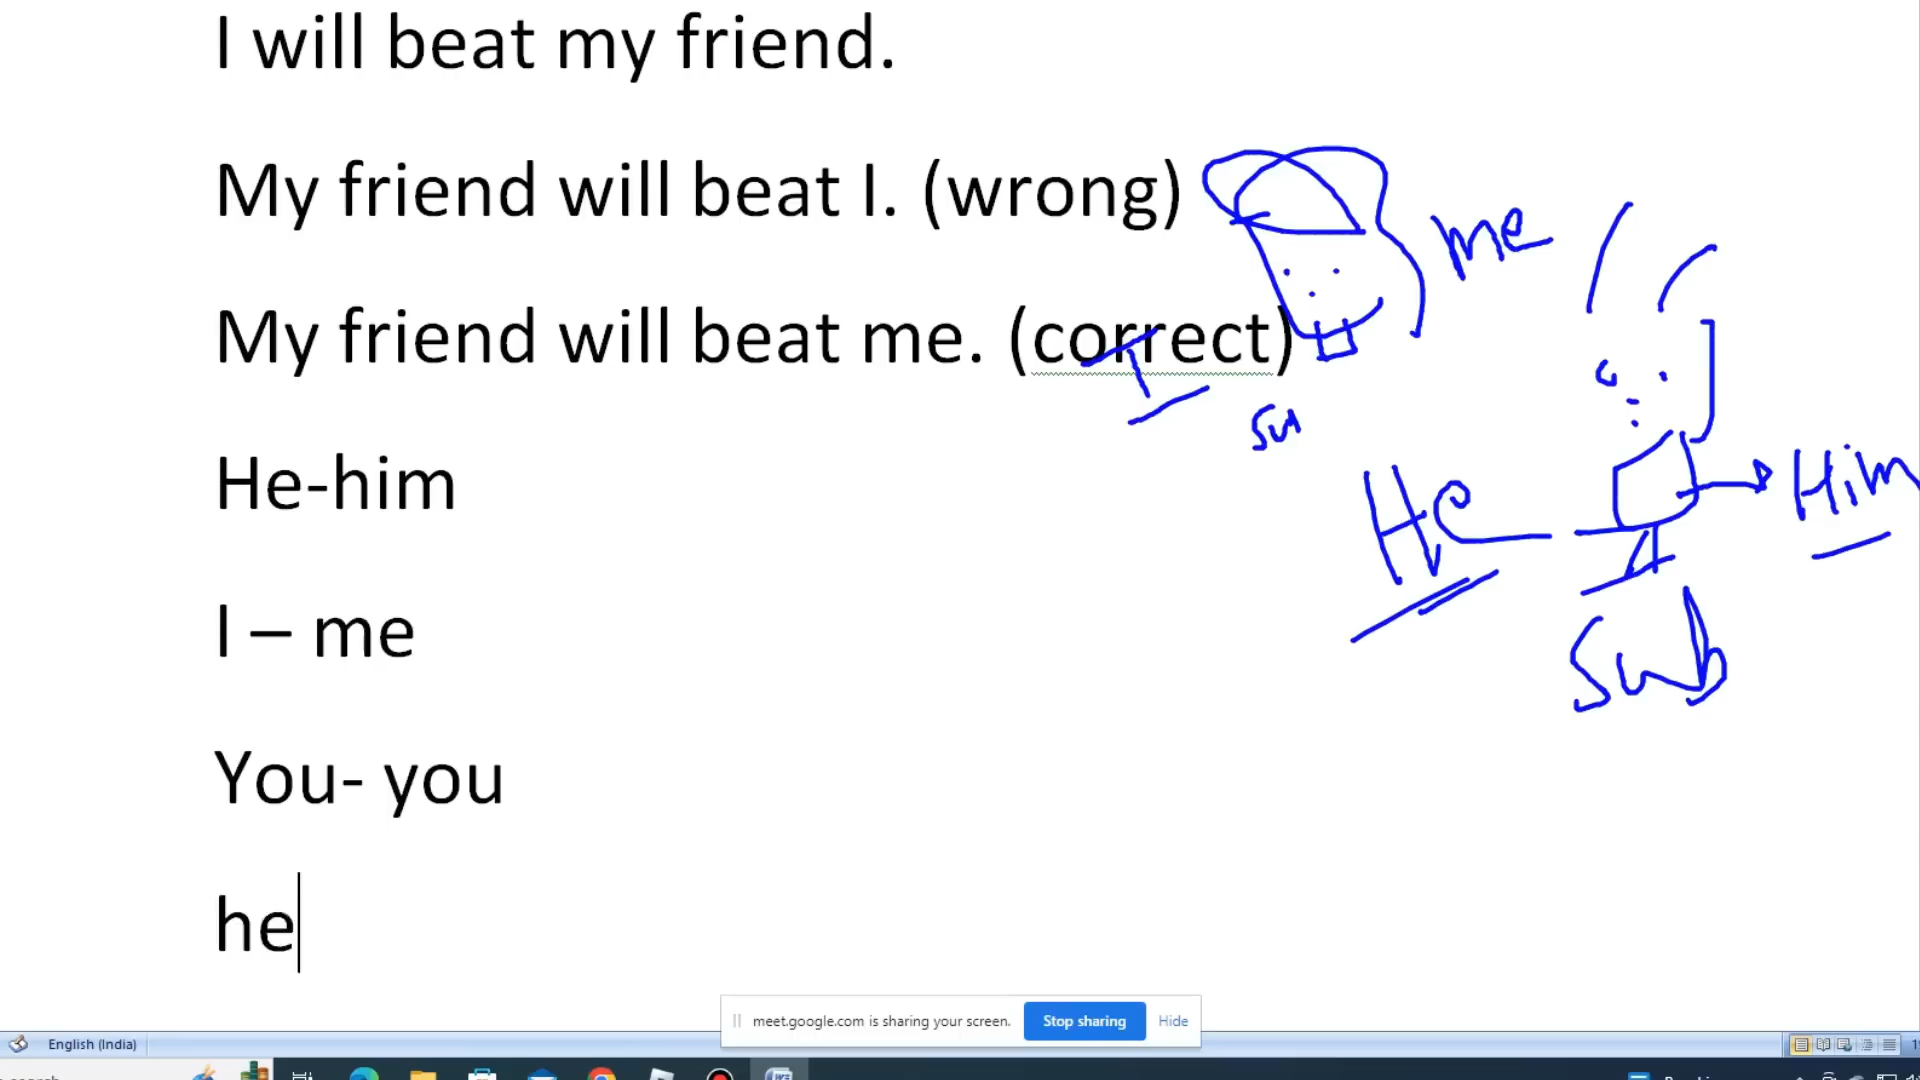 I will beat my friend.
My friend will beat I. (wrong)
me
My friend will beat me. (correct)
I
Su
He-him
He
Him
I – me
Sub
You- you
he
meet.google.com is sharing your screen.
Stop sharing
Hide
English (India)